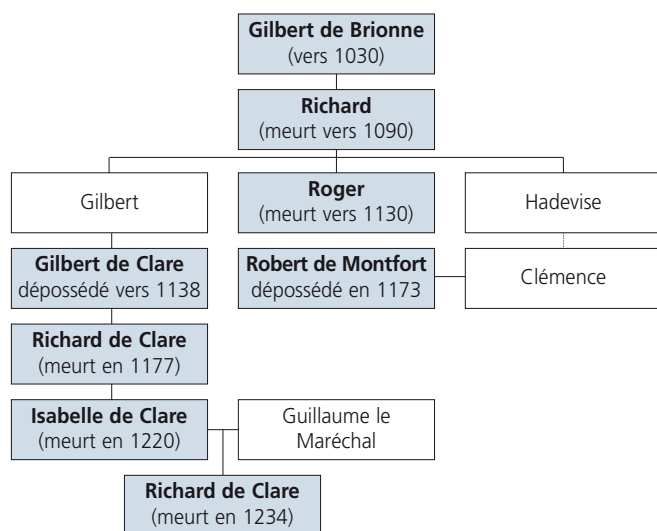 Gilbert de Brionne
(vers 1030)
Richard
(meurt vers 1090)
Gilbert
Roger
(meurt vers 1130)
Hadevise
Gilbert de Clare
dépossédé vers 1138
Robert de Montfort
dépossédé en 1173
Clémence
Richard de Clare
(meurt en 1177)
Isabelle de Clare
(meurt en 1220)
Guillaume le
Maréchal
Richard de Clare
(meurt en 1234)